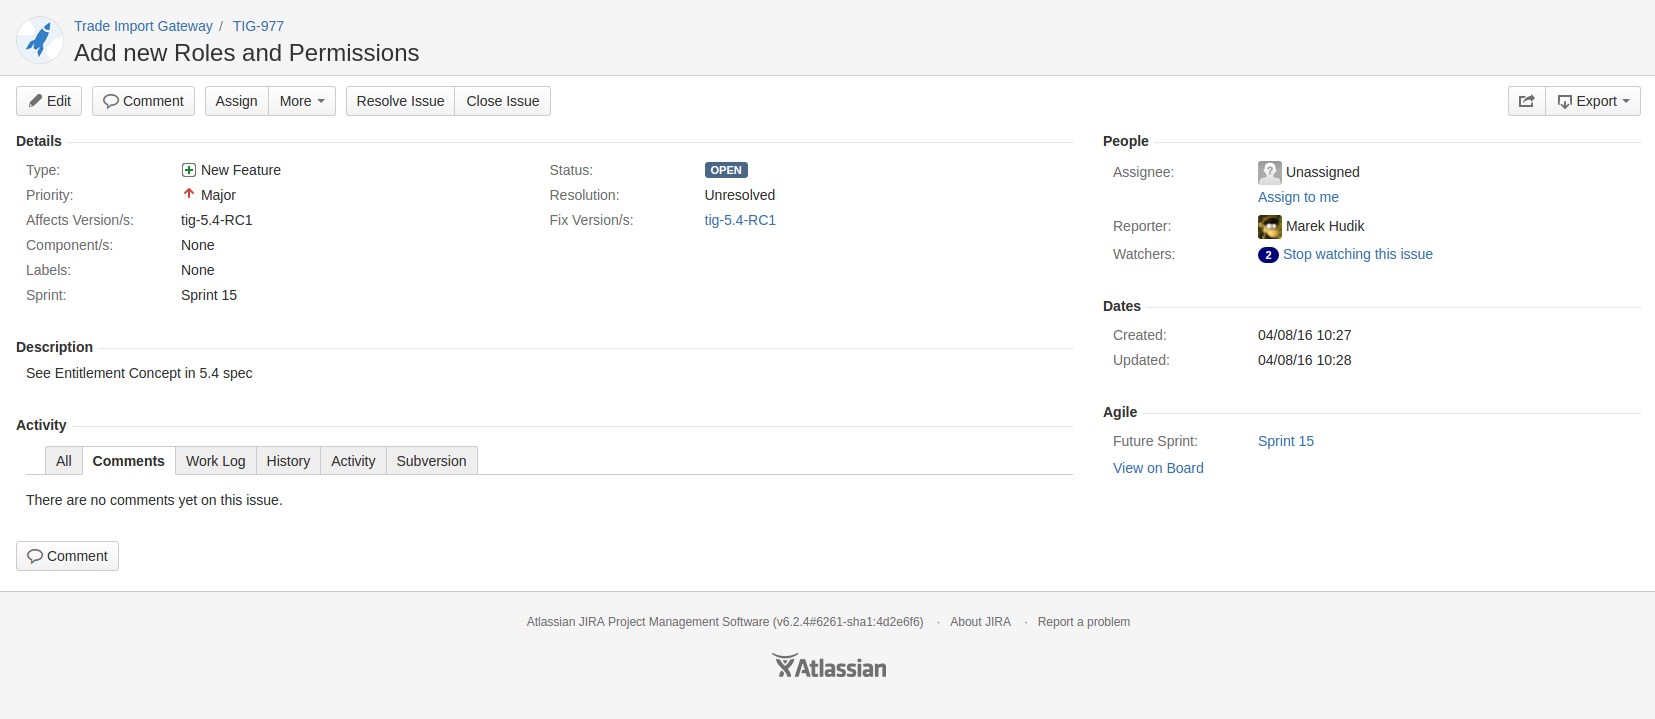 Trade Import Gateway / TIG-977
Add new Roles and Permissions
Edit Comment Assign More Resolve Issue Close Issue Export
Details
Type: New Feature
Priority: Major
Affects Version/s: tig-5.4-RC1
Component/s: None
Labels: None
Sprint: Sprint 15
Status: OPEN
Resolution: Unresolved
Fix Version/s: tig-5.4-RC1
Description
See Entitlement Concept in 5.4 spec
Activity
All Comments Work Log History Activity Subversion
There are no comments yet on this issue.
Comment
People
Assignee: ? Unassigned
Assign to me
Reporter: Marek Hudik
Watchers: 2 Stop watching this issue
Dates
Created: 04/08/16 10:27
Updated: 04/08/16 10:28
Agile
Future Sprint: Sprint 15
View on Board
Atlassian JIRA Project Management Software (v6.2.4#6261-sha1:4d2e6f6) · About JIRA · Report a problem
Atlassian